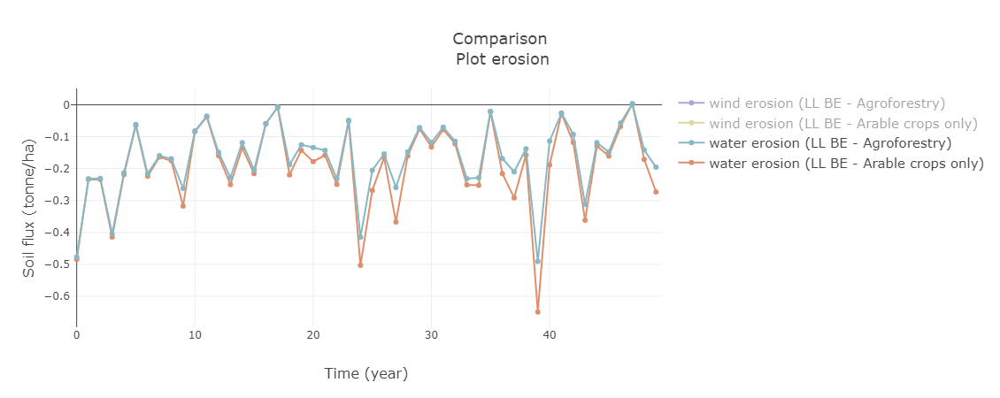 Comparison
Plot erosion
Soil flux (tonne/ha)
0
−0.1
−0.2
−0.3
−0.4
−0.5
−0.6
0
10
20
30
40
Time (year)
wind erosion (LL BE - Agroforestry)
wind erosion (LL BE - Arable crops only)
water erosion (LL BE - Agroforestry)
water erosion (LL BE - Arable crops only)